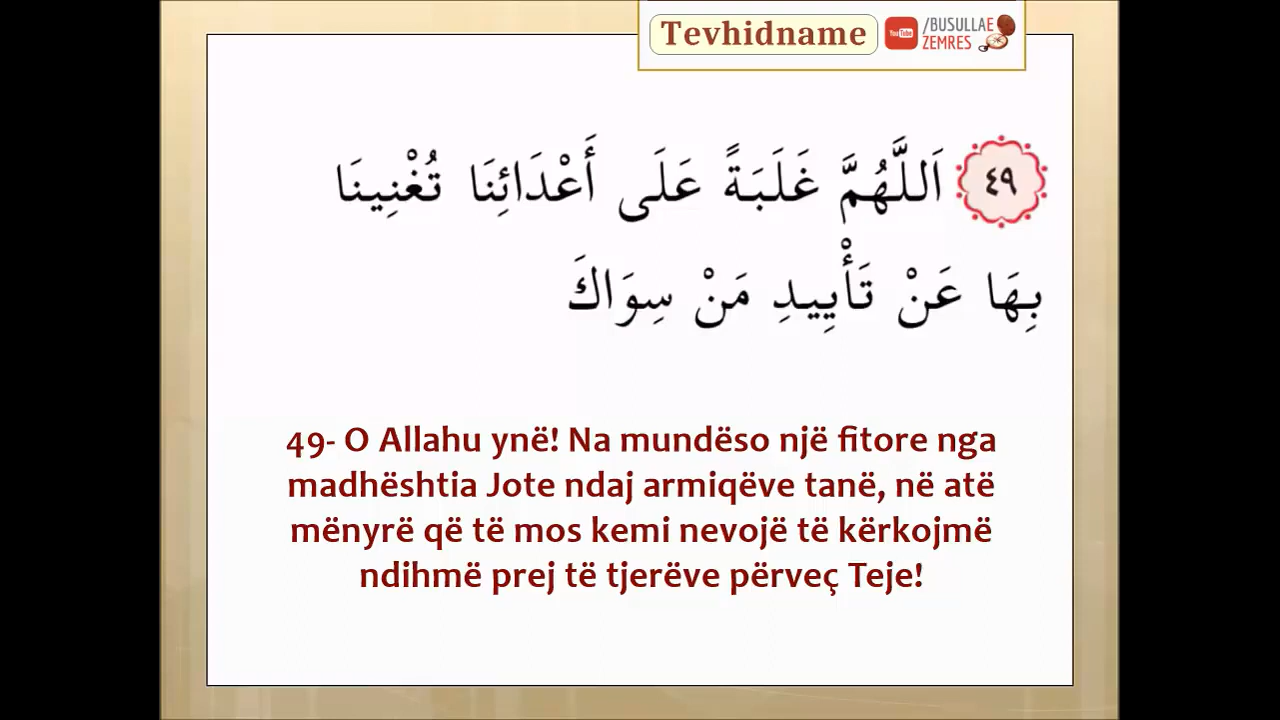 Tevhidname
YouTube
/BUSULLAE
ZEMRES
٤٩ اَللَّهُمَّ غَلَبَةً عَلَى أَعْدَائِنَا تُغْنِينَا
بِهَا عَنْ تَأْيِيدِ مَنْ سِوَاكَ
49- O Allahu ynë! Na mundëso një fitore nga
madhështia Jote ndaj armiqëve tanë, në atë
mënyrë që të mos kemi nevojë të kërkojmë
ndihmë prej të tjerëve përveç Teje!